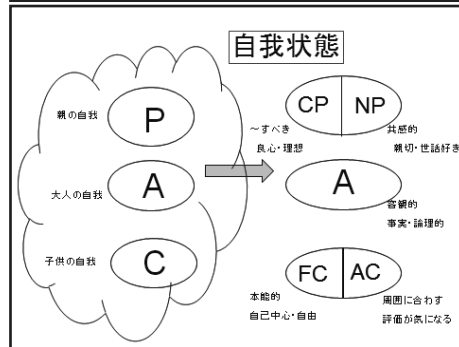 自我状態
親の自我
P
大人の自我
A
子供の自我
C
CP NP
～すべき
良心・理想
共感的
親切・世話好き
A
客観的
事実・論理的
FC AC
本能的
自己中心・自由
周囲に合わす
評価が気になる